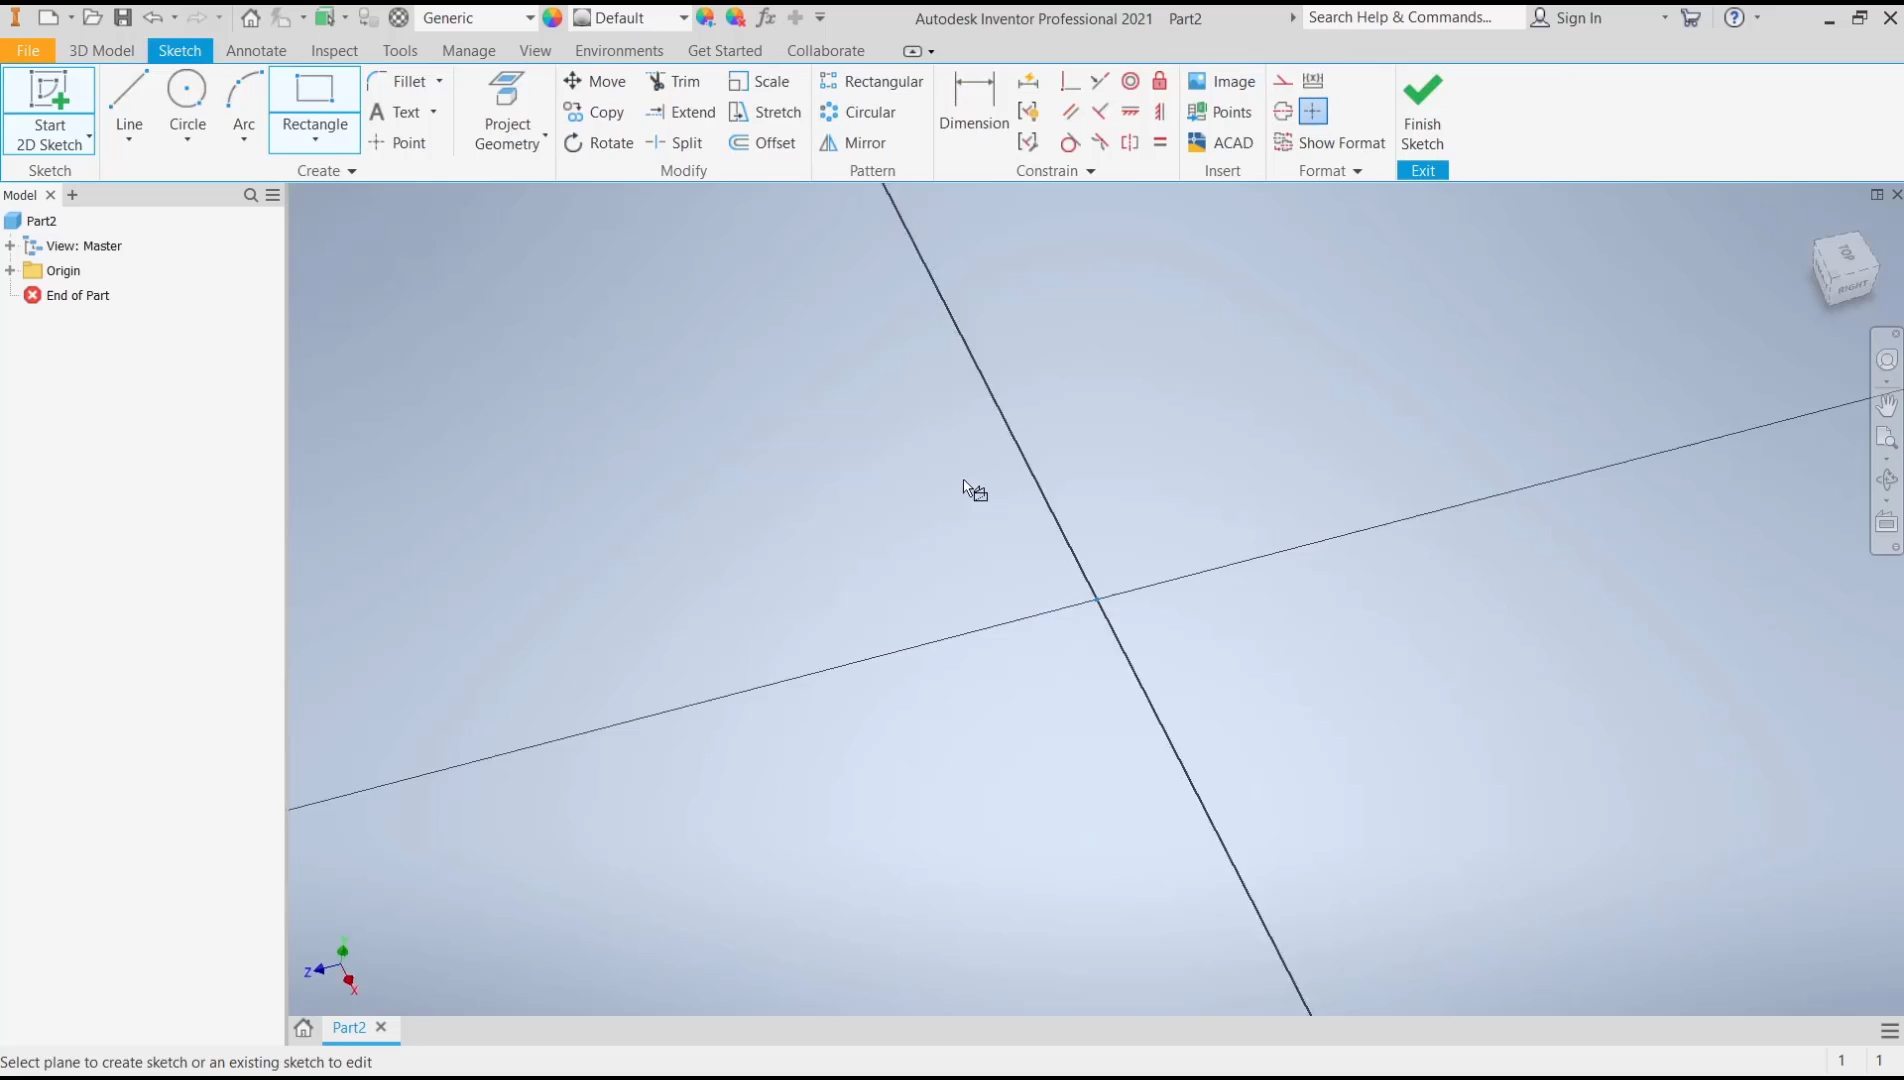 Generic
Default
fx
Autodesk Inventor Professional 2021 Part2
Search Help & Commands...
Sign In
File
3D Model
Sketch
Annotate
Inspect
Tools
Manage
View
Environments
Get Started
Collaborate
Start
2D Sketch
Line
Circle
Arc
Rectangle
Fillet
Text
Point
Project
Geometry
Move
Copy
Rotate
Trim
Extend
Split
Scale
Stretch
Offset
Rectangular
Circular
Mirror
Dimension
Image
Points
ACAD
Show Format
Finish
Sketch
Sketch
Create
Modify
Pattern
Constrain
Insert
Format
Exit
Model
Part2
View: Master
Origin
End of Part
TOP
RIGHT
Z
X
Part2
Select plane to create sketch or an existing sketch to edit
1 1